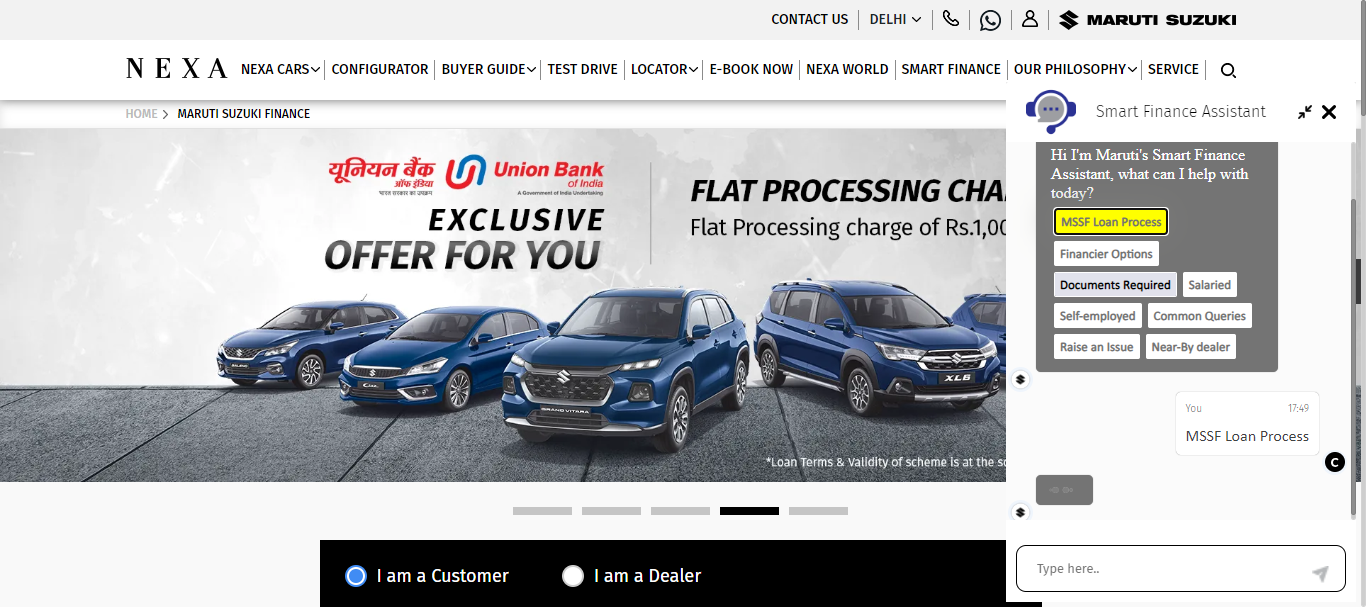 CONTACT US
DELHI
MARUTI SUZUKI
NEXA
NEXA CARS
CONFIGURATOR
BUYER GUIDE
TEST DRIVE
LOCATOR
E-BOOK NOW
NEXA WORLD
SMART FINANCE
OUR PHILOSOPHY
SERVICE
HOME
MARUTI SUZUKI FINANCE
यूनियन बैंक
ऑफ इंडिया
भारत सरकार का उपक्रम
Union Bank
of India
A Government of India Undertaking
EXCLUSIVE
OFFER FOR YOU
FLAT PROCESSING CHA
Flat Processing charge of Rs.1,00
BALENO
CIAZ
GRAND VITARA
XL6
*Loan Terms & Validity of scheme is at the so
I am a Customer
I am a Dealer
Smart Finance Assistant
Hi I'm Maruti's Smart Finance
Assistant, what can I help with
today?
MSSF Loan Process
Financier Options
Documents Required
Salaried
Self-employed
Common Queries
Raise an Issue
Near-By dealer
You
17:49
MSSF Loan Process
C
Type here..